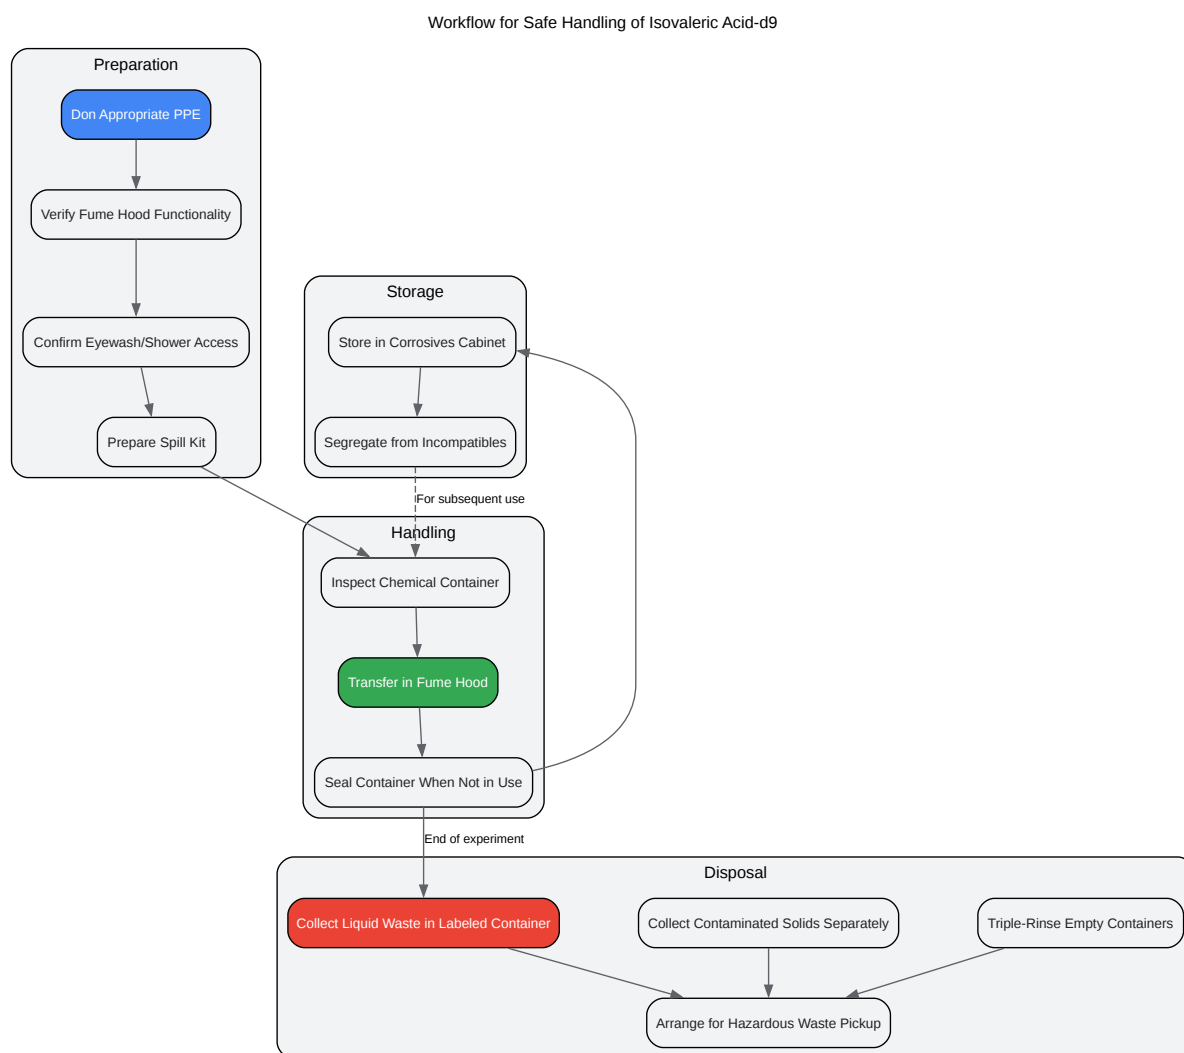 Workflow for Safe Handling of Isovaleric Acid-d9
Preparation
Don Appropriate PPE
Verify Fume Hood Functionality
Confirm Eyewash/Shower Access
Prepare Spill Kit
Storage
Store in Corrosives Cabinet
Segregate from Incompatibles
For subsequent use
Handling
Inspect Chemical Container
Transfer in Fume Hood
Seal Container When Not in Use
End of experiment
Disposal
Collect Liquid Waste in Labeled Container
Collect Contaminated Solids Separately
Triple-Rinse Empty Containers
Arrange for Hazardous Waste Pickup